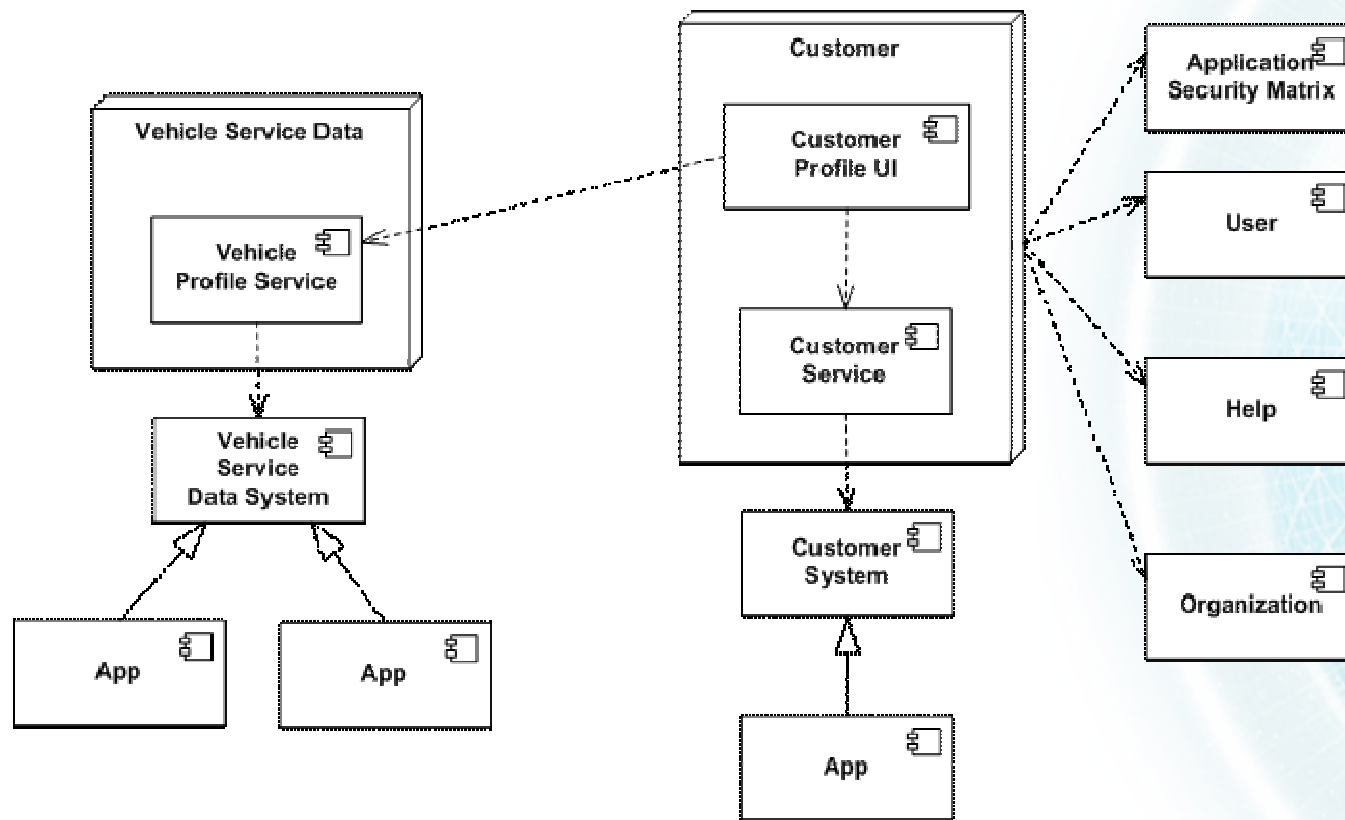 Customer
Application
Security Matrix
Vehicle Service Data
Customer
Profile UI
User
Vehicle
Profile Service
Customer
Service
Help
Vehicle
Service
Data System
Customer
System
Organization
App
App
App